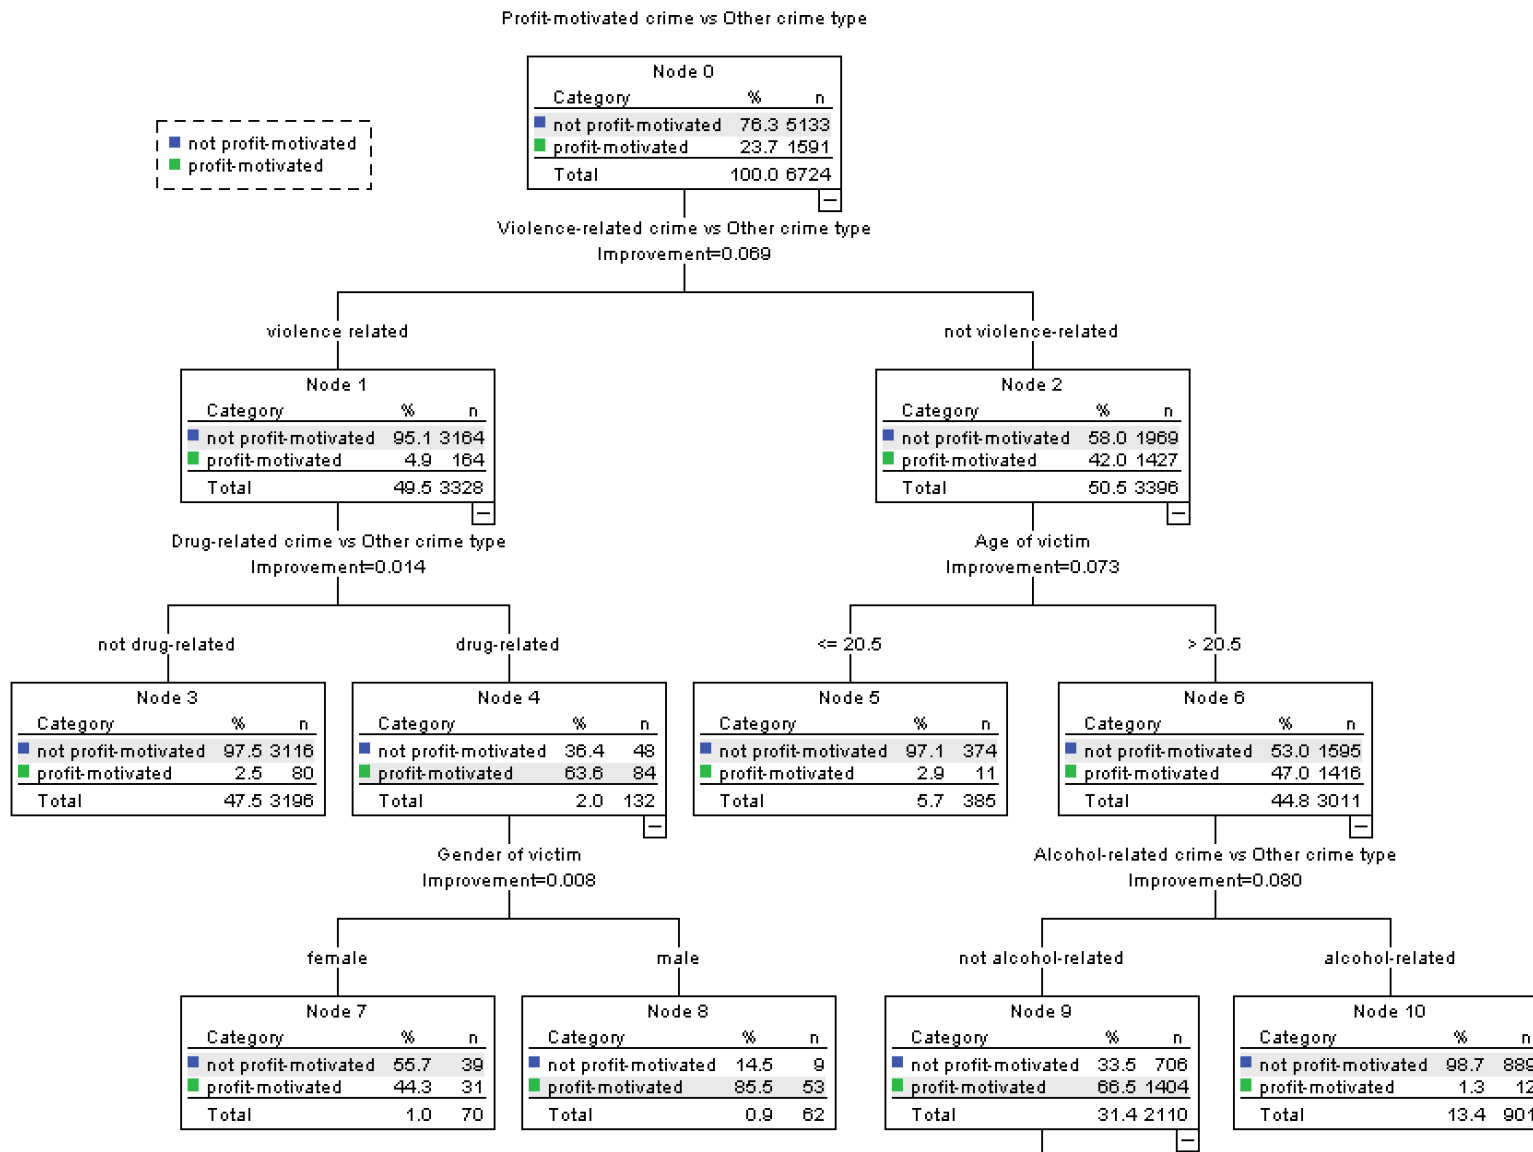 Profit-motivated crime vs Other crime type
not profit-motivated
profit-motivated
Node 0
Category % n
not profit-motivated 76.3 5133
profit-motivated 23.7 1591
Total 100.0 6724
Violence-related crime vs Other crime type
Improvement=0.069
violence related
not violence-related
Node 1
Category % n
not profit-motivated 95.1 3164
profit-motivated 4.9 164
Total 49.5 3328
Node 2
Category % n
not profit-motivated 58.0 1969
profit-motivated 42.0 1427
Total 50.5 3396
Drug-related crime vs Other crime type
Improvement=0.014
Age of victim
Improvement=0.073
not drug-related
drug-related
<= 20.5
> 20.5
Node 3
Category % n
not profit-motivated 97.5 3116
profit-motivated 2.5 80
Total 47.5 3196
Node 4
Category % n
not profit-motivated 36.4 48
profit-motivated 63.6 84
Total 2.0 132
Node 5
Category % n
not profit-motivated 97.1 374
profit-motivated 2.9 11
Total 5.7 385
Node 6
Category % n
not profit-motivated 53.0 1595
profit-motivated 47.0 1416
Total 44.8 3011
Gender of victim
Improvement=0.008
Alcohol-related crime vs Other crime type
Improvement=0.080
female
male
not alcohol-related
alcohol-related
Node 7
Category % n
not profit-motivated 55.7 39
profit-motivated 44.3 31
Total 1.0 70
Node 8
Category % n
not profit-motivated 14.5 9
profit-motivated 85.5 53
Total 0.9 62
Node 9
Category % n
not profit-motivated 33.5 706
profit-motivated 66.5 1404
Total 31.4 2110
Node 10
Category % n
not profit-motivated 98.7 889
profit-motivated 1.3 12
Total 13.4 901